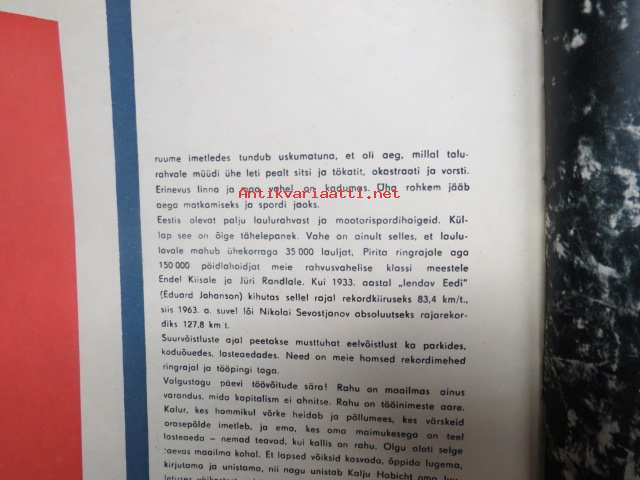 ruume imetledes tundub uskumatuna, et oli aeg, millal talu-
rahvale müüdi ühe leti pealt sitsi ja tökatit, okastraati ja vorsti.
Erinevus linna ja maa vahel on kadumas. Üha rohkem jääb
Antikvariaatti.net
aega matkamiseks ja spordi jaoks.
Eestis olevat palju laulurahvast ja mootorispordihaigeid. Kül-
lap see on õige tähelepanek. Vahe on ainult selles, et laulu-
lavale mahub ühekorraga 35 000 lauljat, Pirita ringrajale aga
150 000 pöidlahoidjat meie rahvusvahelise klassi meestele
Endel Kiisale ja Jüri Randlale. Kui 1933. aastal „lendav Eedi"
(Eduard Johanson) kihutas sellel rajal rekordkiiruseks 83,4 km/t.,
siis 1963. a. suvel lõi Nikolai Sevostjanov absoluutseks rajarekor-
diks 127,8 km t.
Suurvõistluste ajal peetakse musttuhat eelvõistlust ka parkides,
koduõuedes, lasteaedades. Need on meie homsed rekordimehed
ringrajal ja tööpingi taga.
Valgustagu päevi töövõitude sära! Rahu on maailmas ainus
varandus, mida kapitalism ei ahnitse. Rahu on tööinimeste aare.
Kalur, kes hommikul võrke heidab ja põllumees, kes värskeid
orasepõlde imetleb, ja ema, kes oma maimukesega on teel
lasteaeda – nemad teavad, kui kallis on rahu. Olgu alati selge
taevas maailma kohal. Et lapsed võiksid kasvada, õppida lugema,
kirjutama ja unistama, nii nagu unistab Kalju Habicht oma